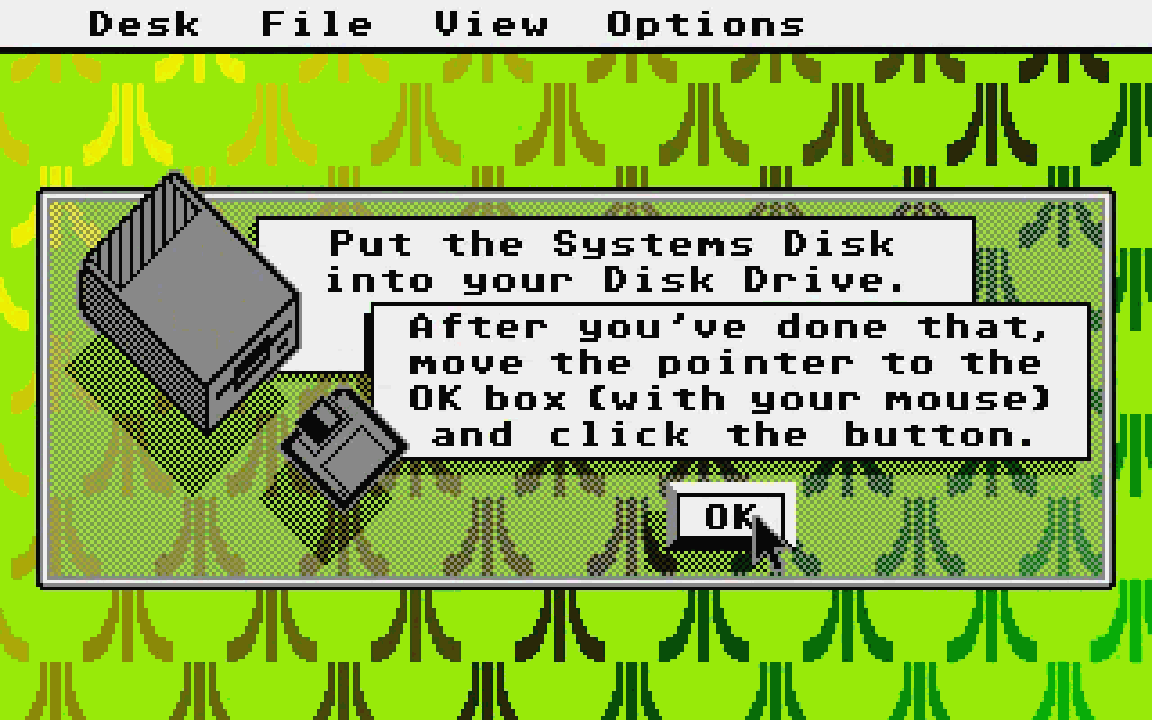 Desk File View Options
Put the Systems Disk
into your Disk Drive.
After you've done that,
move the pointer to the
OK box (with your mouse)
and click the button.
OK